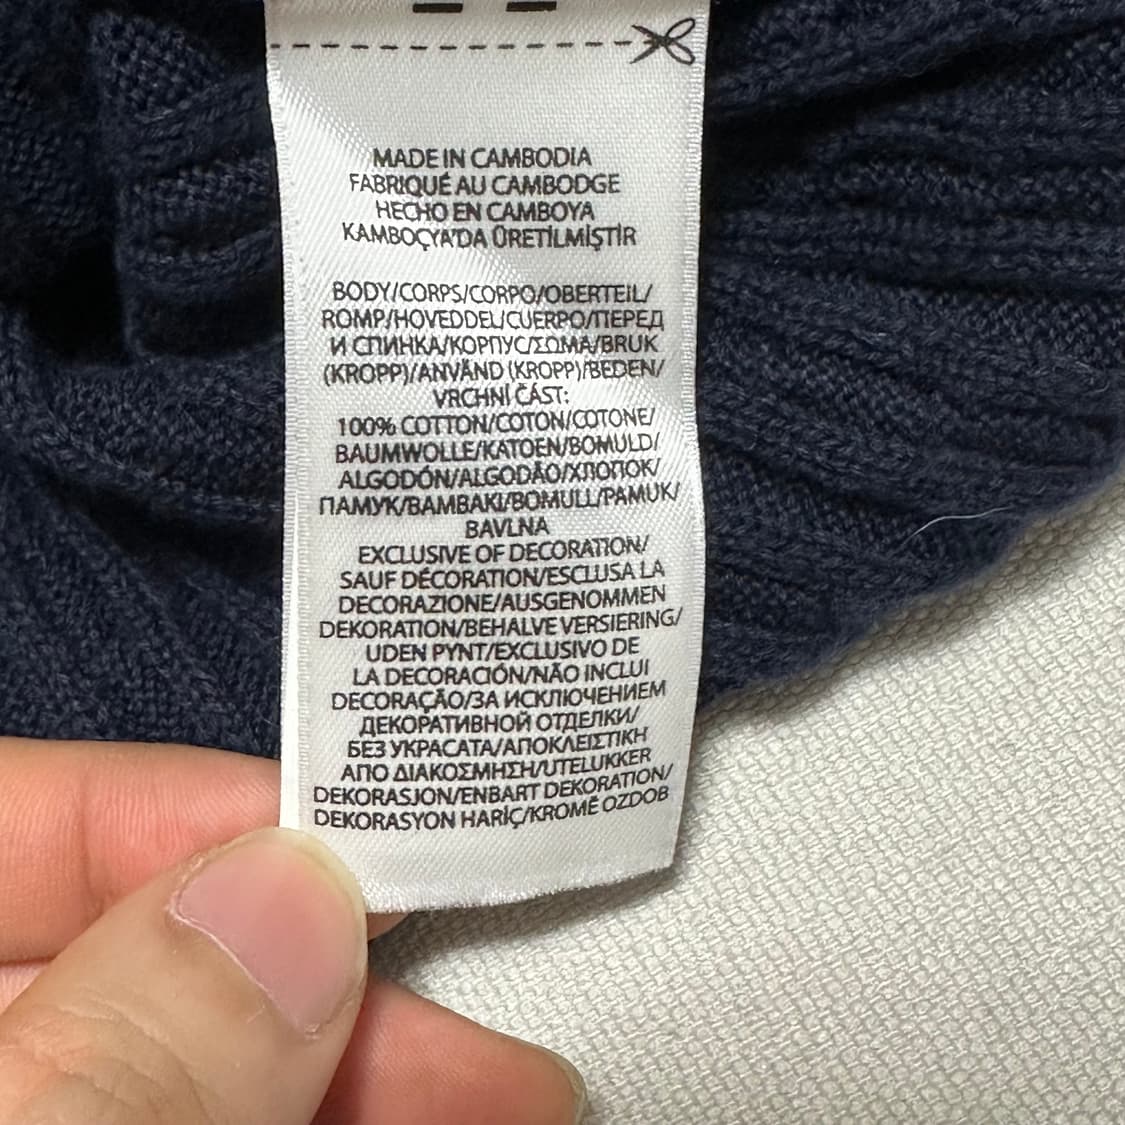 MADE IN CAMBODIA
FABRIQUÉ AU CAMBODGE
HECHO EN CAMBOYA
KAMBOÇYA'DA ÜRETİLMİŞTİR
BODY/CORPS/CORPO/OBERTEIL/
ROMP/HOVEDDEL/CUERPO/ПЕРЕД
И СПИНКА/КОРПУС/ΣΩΜΑ/BRUK
(KROPP)/ANVÄND (KROPP)/BEDEN/
VRCHNÍ ČÁST:
100% COTTON/COTON/COTONE/
BAUMWOLLE/KATOEN/BOMULD/
ALGODÓN/ALGODÃO/ХЛОПОК/
ПАМУК/ΒΑΜΒΑΚΙ/BOMULL/PAMUK/
BAVLNA
EXCLUSIVE OF DECORATION/
SAUF DÉCORATION/ESCLUSA LA
DECORAZIONE/AUSGENOMMEN
DEKORATION/BEHALVE VERSIERING/
UDEN PYNT/EXCLUSIVO DE
LA DECORACIÓN/NÃO INCLUI
DECORAÇÃO/ЗА ИСКЛЮЧЕНИЕМ
ДЕКОРАТИВНОЙ ОТДЕЛКИ/
БЕЗ УКРАСАТА/ΑΠΟΚΛΕΙΣΤΙΚΗ
ΑΠΟ ΔΙΑΚΟΣΜΗΣΗ/UTELUKKER
DEKORASJON/ENBART DEKORATION/
DEKORASYON HARİÇ/KROMĚ OZDOB